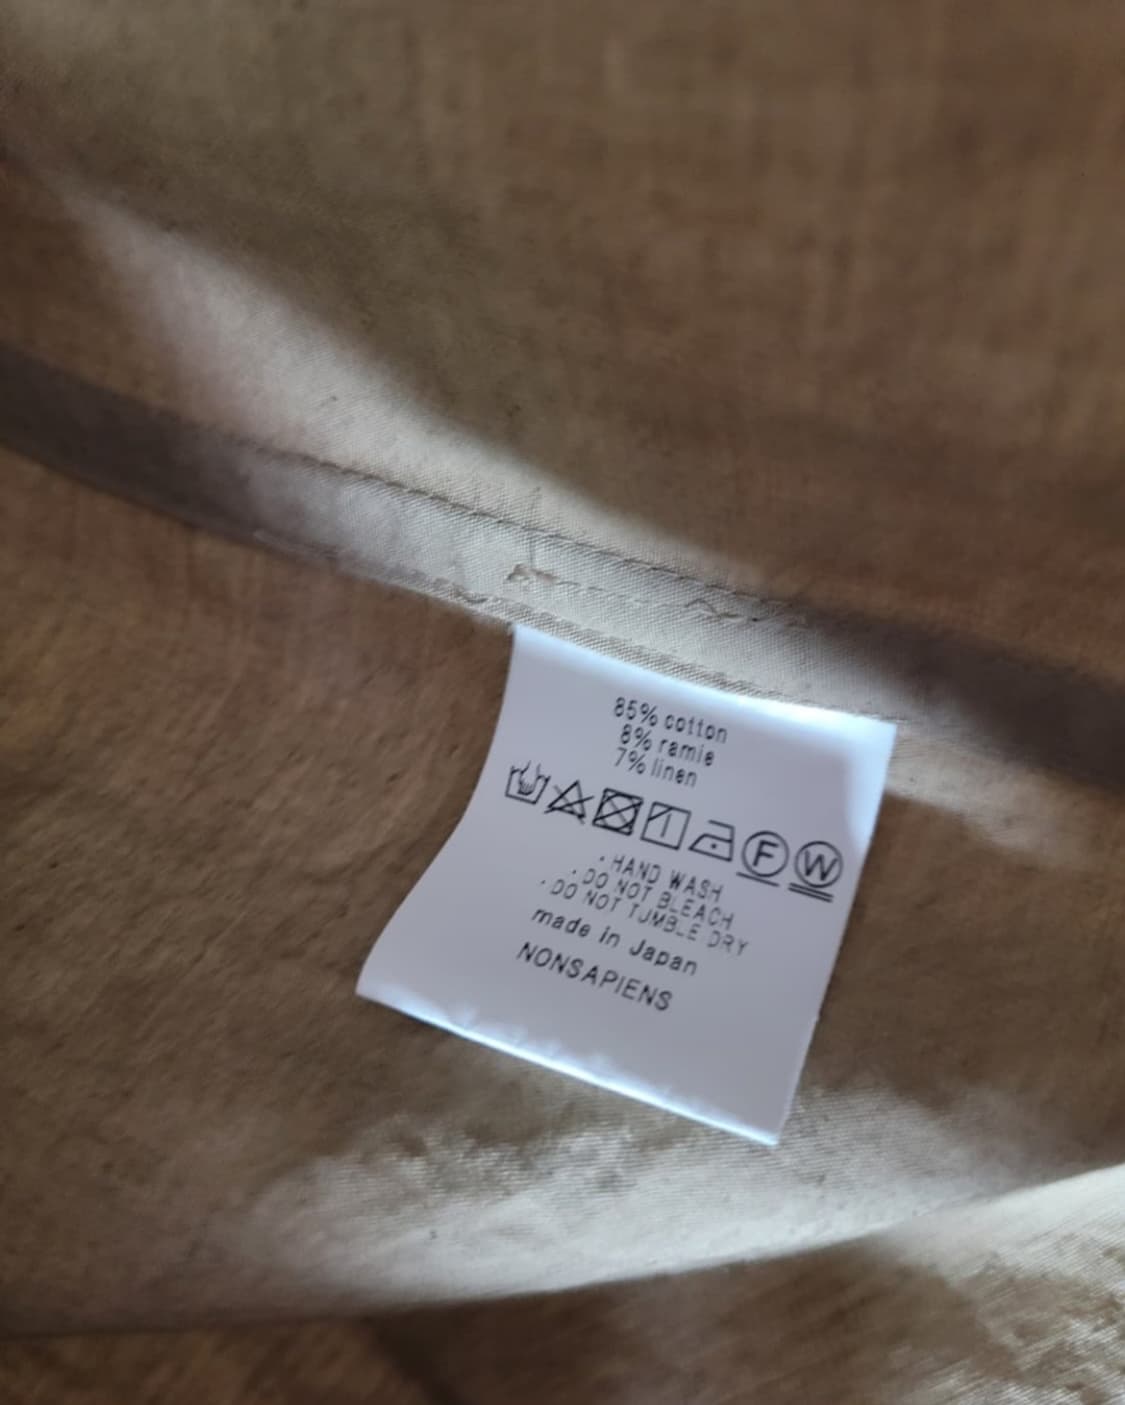 85% cotton
8% ramie
7% linen
F W
· HAND WASH
· DO NOT BLEACH
· DO NOT TUMBLE DRY
made in Japan
NONSAPIENS